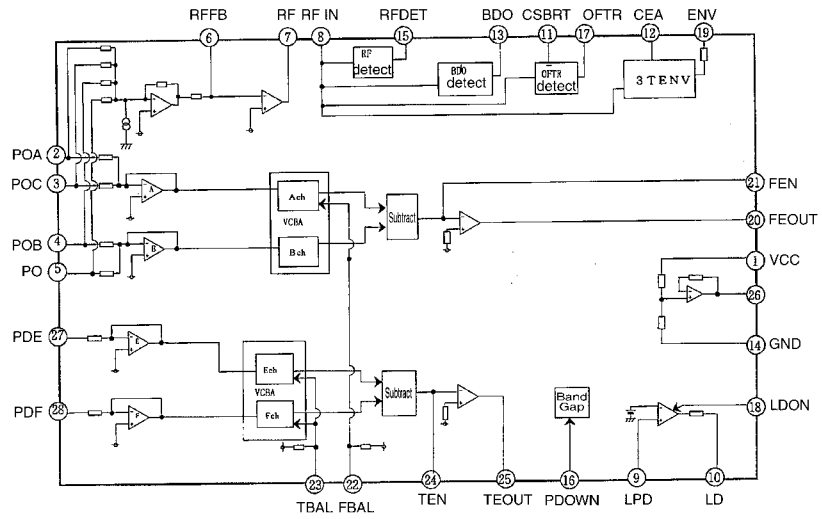 RFFB RF RF IN RFDET BDO CSBRT OFTR CEA ENV
6 7 8 15 13 11 17 12 19
RF
detect
BDO
detect
OFTR
detect
3TENV
POA 2
POC 3
A
Ach
VCBA
Bch
Subtract
21 FEN
20 FEOUT
POB 4
B
PO 5
1 VCC
26
14 GND
PDE 27
E
Ech
VCBA
Fch
Subtract
PDF 28
F
Band
Gap
18 LDON
23 22 24 25 16 9 10
TBAL FBAL TEN TEOUT PDOWN LPD LD